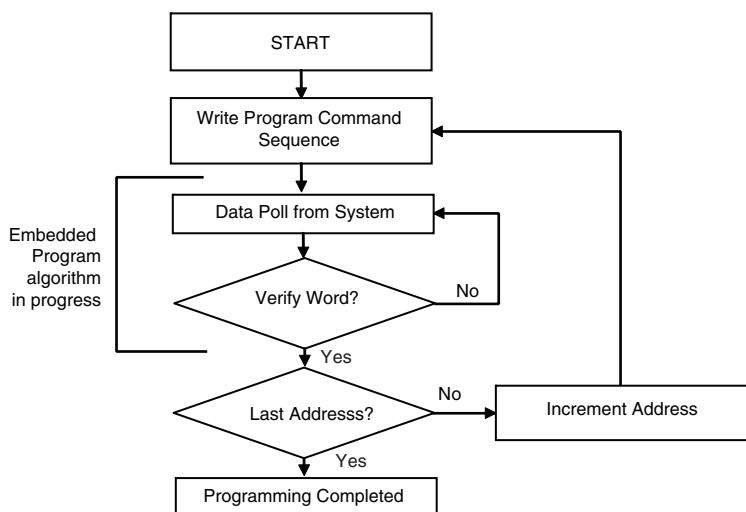 START
Write Program Command
Sequence
Data Poll from System
Embedded
Program
algorithm
in progress
Verify Word?
No
Yes
Last Addresss?
No
Increment Address
Yes
Programming Completed